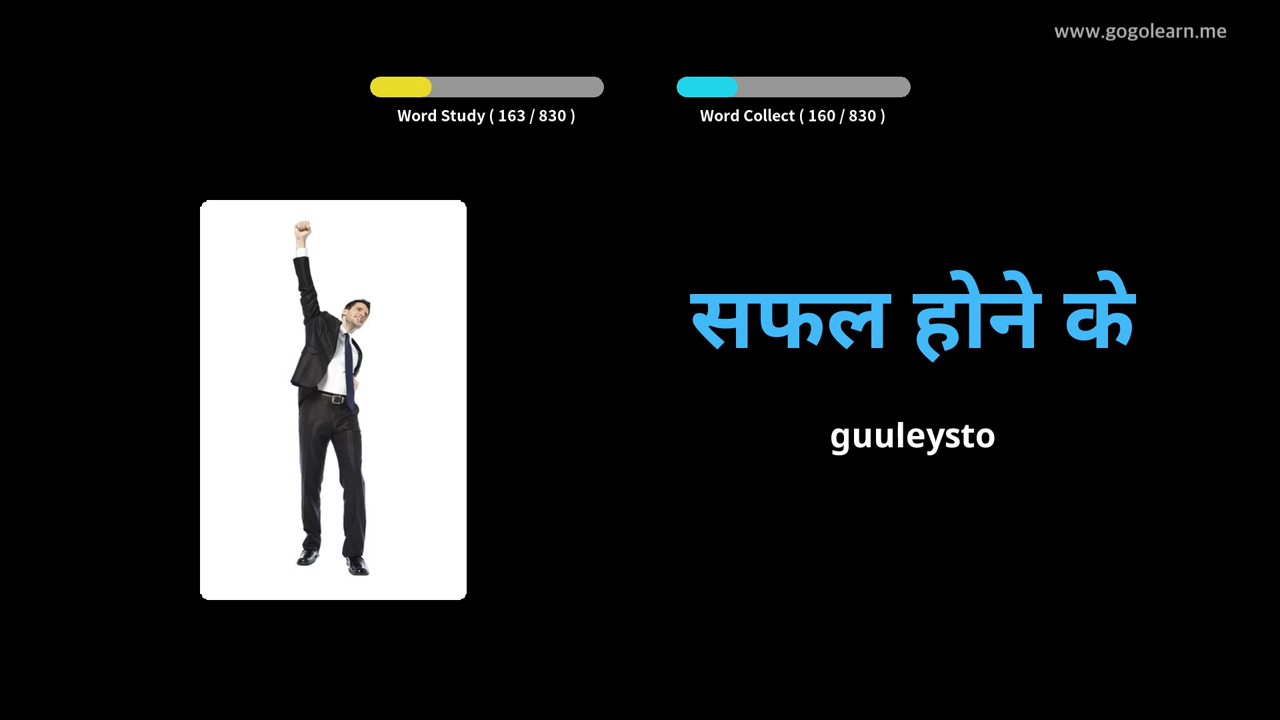 www.gogolearn.me
Word Study ( 163 / 830 )
Word Collect ( 160 / 830 )
सफल होने के
guuleysto